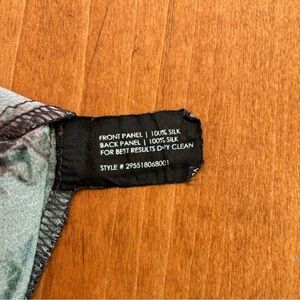 FRONT PANEL | 100% SILK
BACK PANEL | 100% SILK
FOR BEST RESULTS DRY CLEAN
STYLE # 295518068001